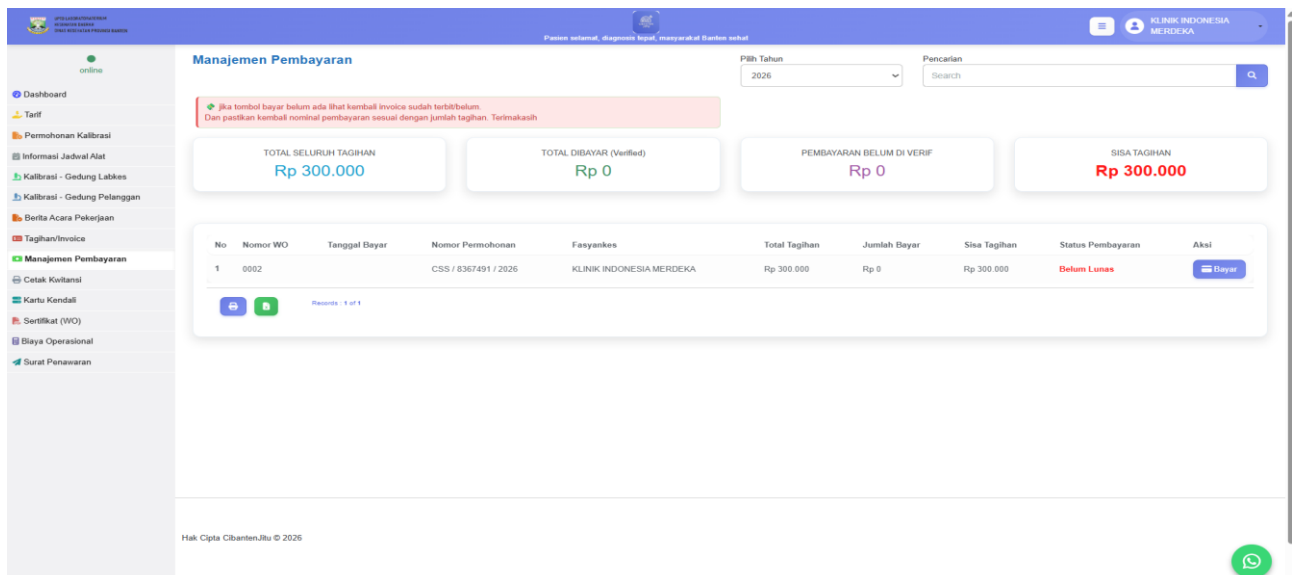 Pasien selamat, diagnosis tepat, masyarakat Banten sehat
KLINIK INDONESIA
MERDEKA
online
Dashboard
Tarif
Permohonan Kalibrasi
Informasi Jadwal Alat
Kalibrasi - Gedung Labkes
Kalibrasi - Gedung Pelanggan
Berita Acara Pekerjaan
Tagihan/Invoice
Manajemen Pembayaran
Cetak Kwitansi
Kartu Kendali
Sertifikat (WO)
Biaya Operasional
Surat Penawaran
Manajemen Pembayaran
Pilih Tahun
2026
Pencarian
Search
jika tombol bayar belum ada lihat kembali invoice sudah terbit/belum.
Dan pastikan kembali nominal pembayaran sesuai dengan jumlah tagihan. Terimakasih
TOTAL SELURUH TAGIHAN
Rp 300.000
TOTAL DIBAYAR (Verified)
Rp 0
PEMBAYARAN BELUM DI VERIF
Rp 0
SISA TAGIHAN
Rp 300.000
No Nomor WO Tanggal Bayar Nomor Permohonan Fasyankes Total Tagihan Jumlah Bayar Sisa Tagihan Status Pembayaran Aksi
1 0002 CSS / 8367491 / 2026 KLINIK INDONESIA MERDEKA Rp 300.000 Rp 0 Rp 300.000 Belum Lunas Bayar
Records : 1 of 1
Hak Cipta CibantenJitu © 2026